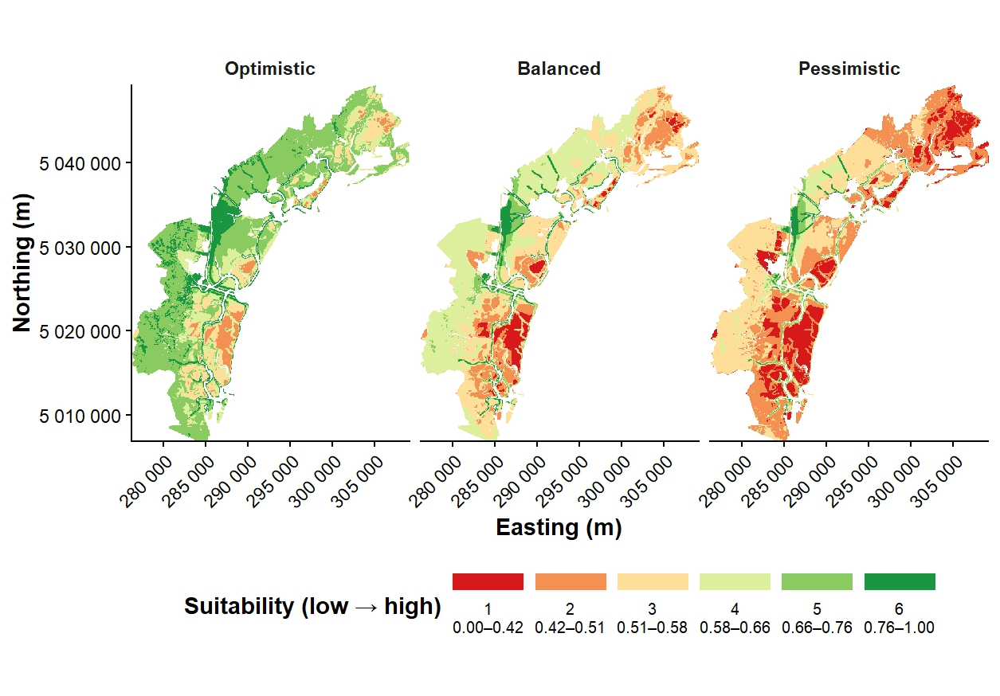 Optimistic Balanced Pessimistic
Northing (m)
5 040 000
5 030 000
5 020 000
5 010 000
280 000 285 000 290 000 295 000 300 000 305 000 280 000 285 000 290 000 295 000 300 000 305 000 280 000 285 000 290 000 295 000 300 000 305 000
Easting (m)
Suitability (low → high)
1 2 3 4 5 6
0.00–0.42 0.42–0.51 0.51–0.58 0.58–0.66 0.66–0.76 0.76–1.00